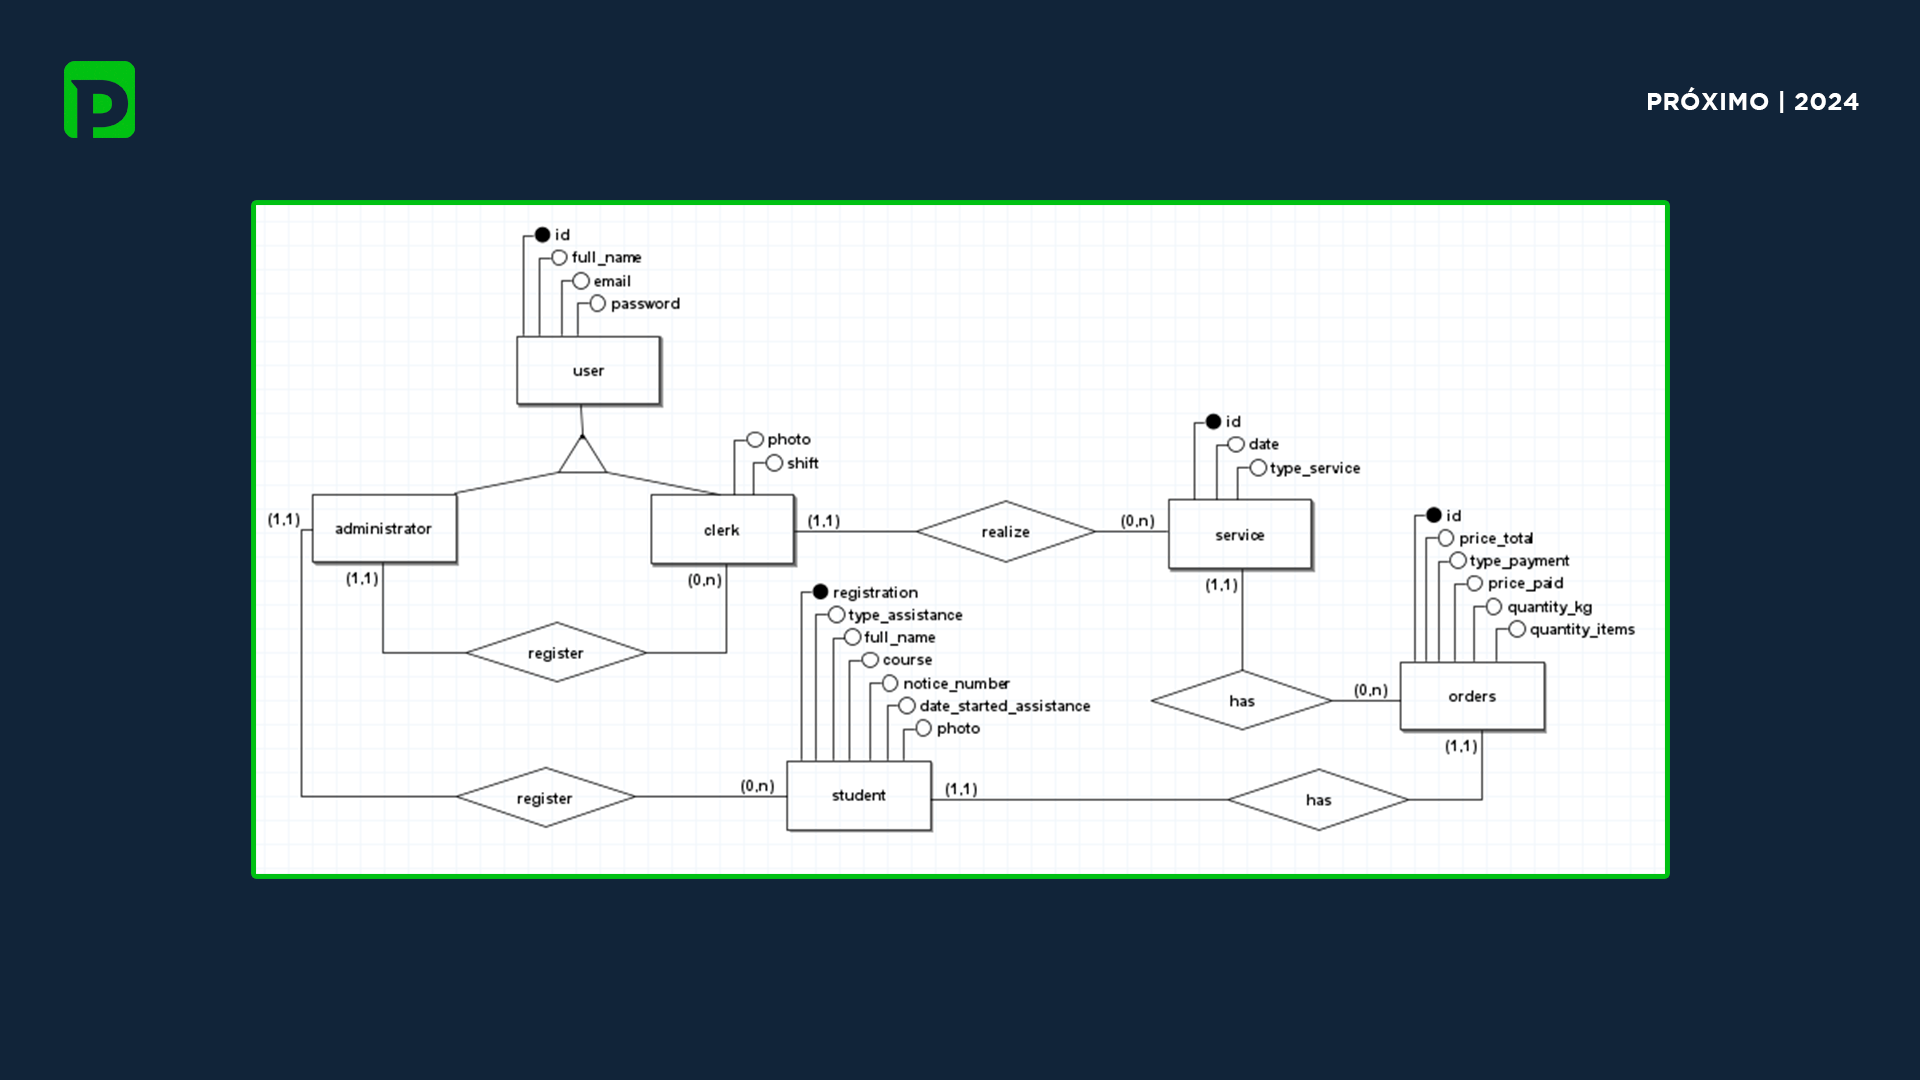 PRÓXIMO | 2024
id
full_name
email
password
user
photo
shift
id
date
type_service
(1,1)
administrator
clerk
(1,1)
realize
(0,n)
service
id
price_total
type_payment
price_paid
quantity_kg
quantity_items
(1,1)
(0,n)
(1,1)
registration
type_assistance
full_name
course
notice_number
date_started_assistance
photo
register
has
(0,n)
orders
(1,1)
register
(0,n)
student
(1,1)
has